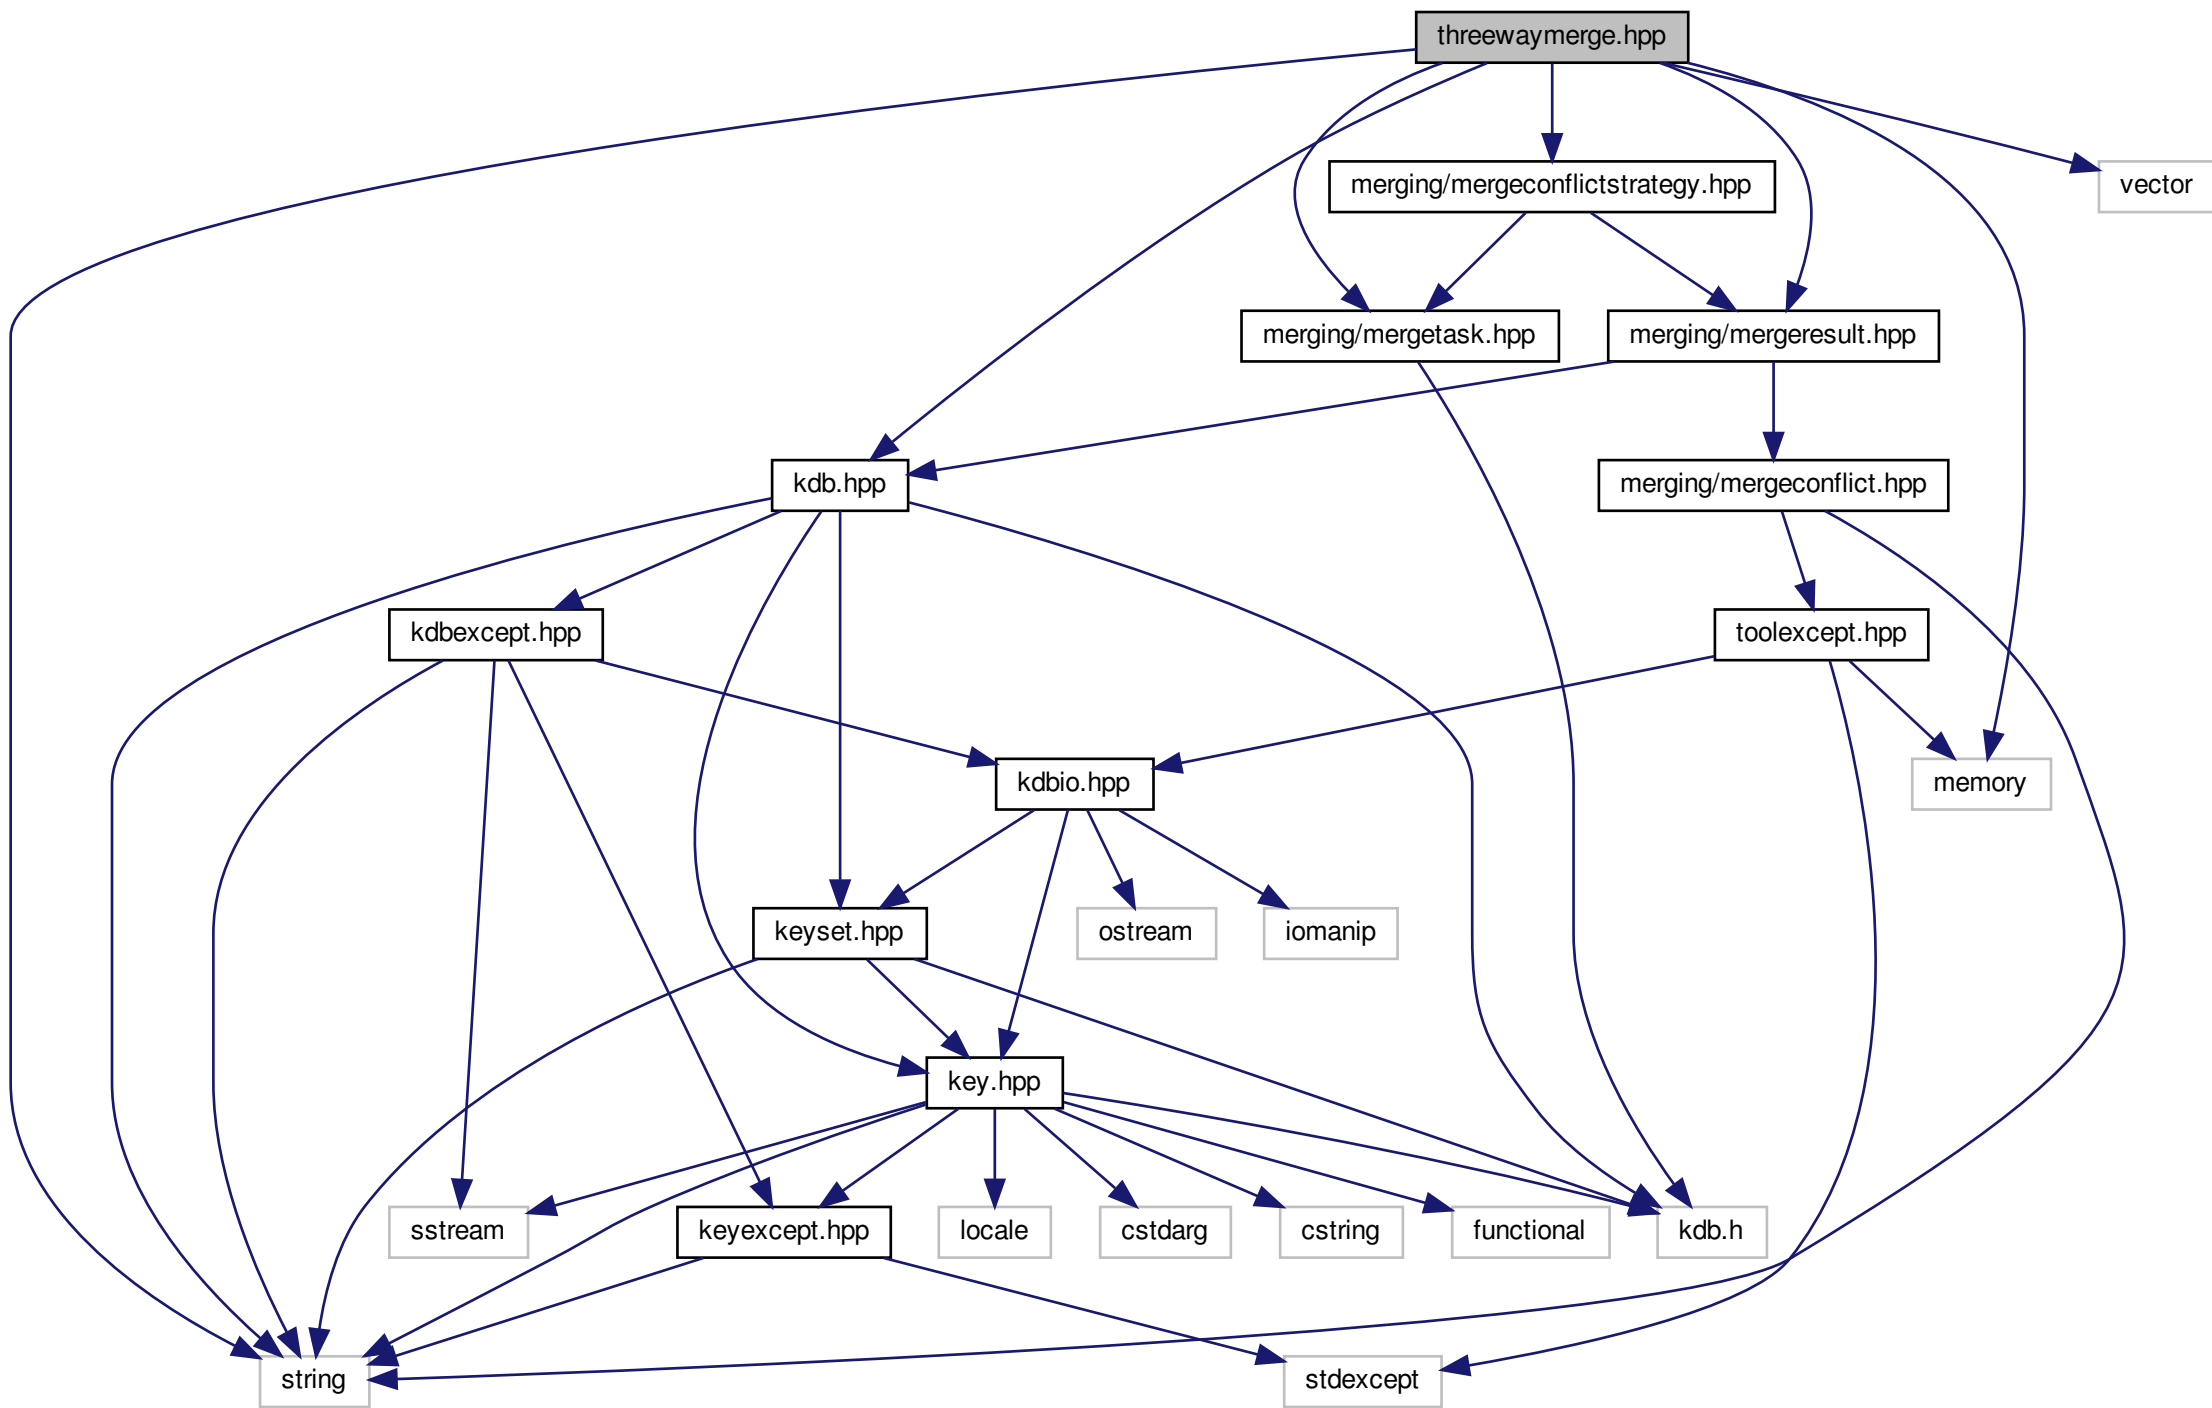 threewaymerge.hpp
merging/mergeconflictstrategy.hpp
vector
merging/mergetask.hpp
merging/mergeresult.hpp
kdb.hpp
merging/mergeconflict.hpp
kdbexcept.hpp
toolexcept.hpp
kdbio.hpp
memory
keyset.hpp
ostream
iomanip
key.hpp
sstream
keyexcept.hpp
locale
cstdarg
cstring
functional
kdb.h
string
stdexcept